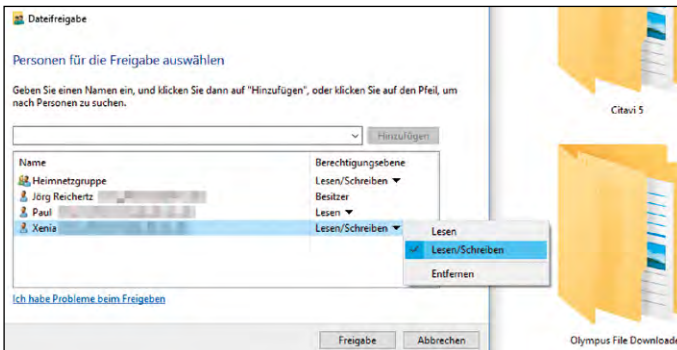 Dateifreigabe
Personen für die Freigabe auswählen
Geben Sie einen Namen ein, und klicken Sie dann auf "Hinzufügen", oder klicken Sie auf den Pfeil, um
nach Personen zu suchen.
Hinzufügen
Name Berechtigungsebene
Heimnetzgruppe Lesen/Schreiben
Jörg Reichertz Besitzer
Paul Lesen
Xenia Lesen/Schreiben
Lesen
Lesen/Schreiben
Entfernen
Ich habe Probleme beim Freigeben
Freigabe Abbrechen
Citavi 5
Olympus File Downloade